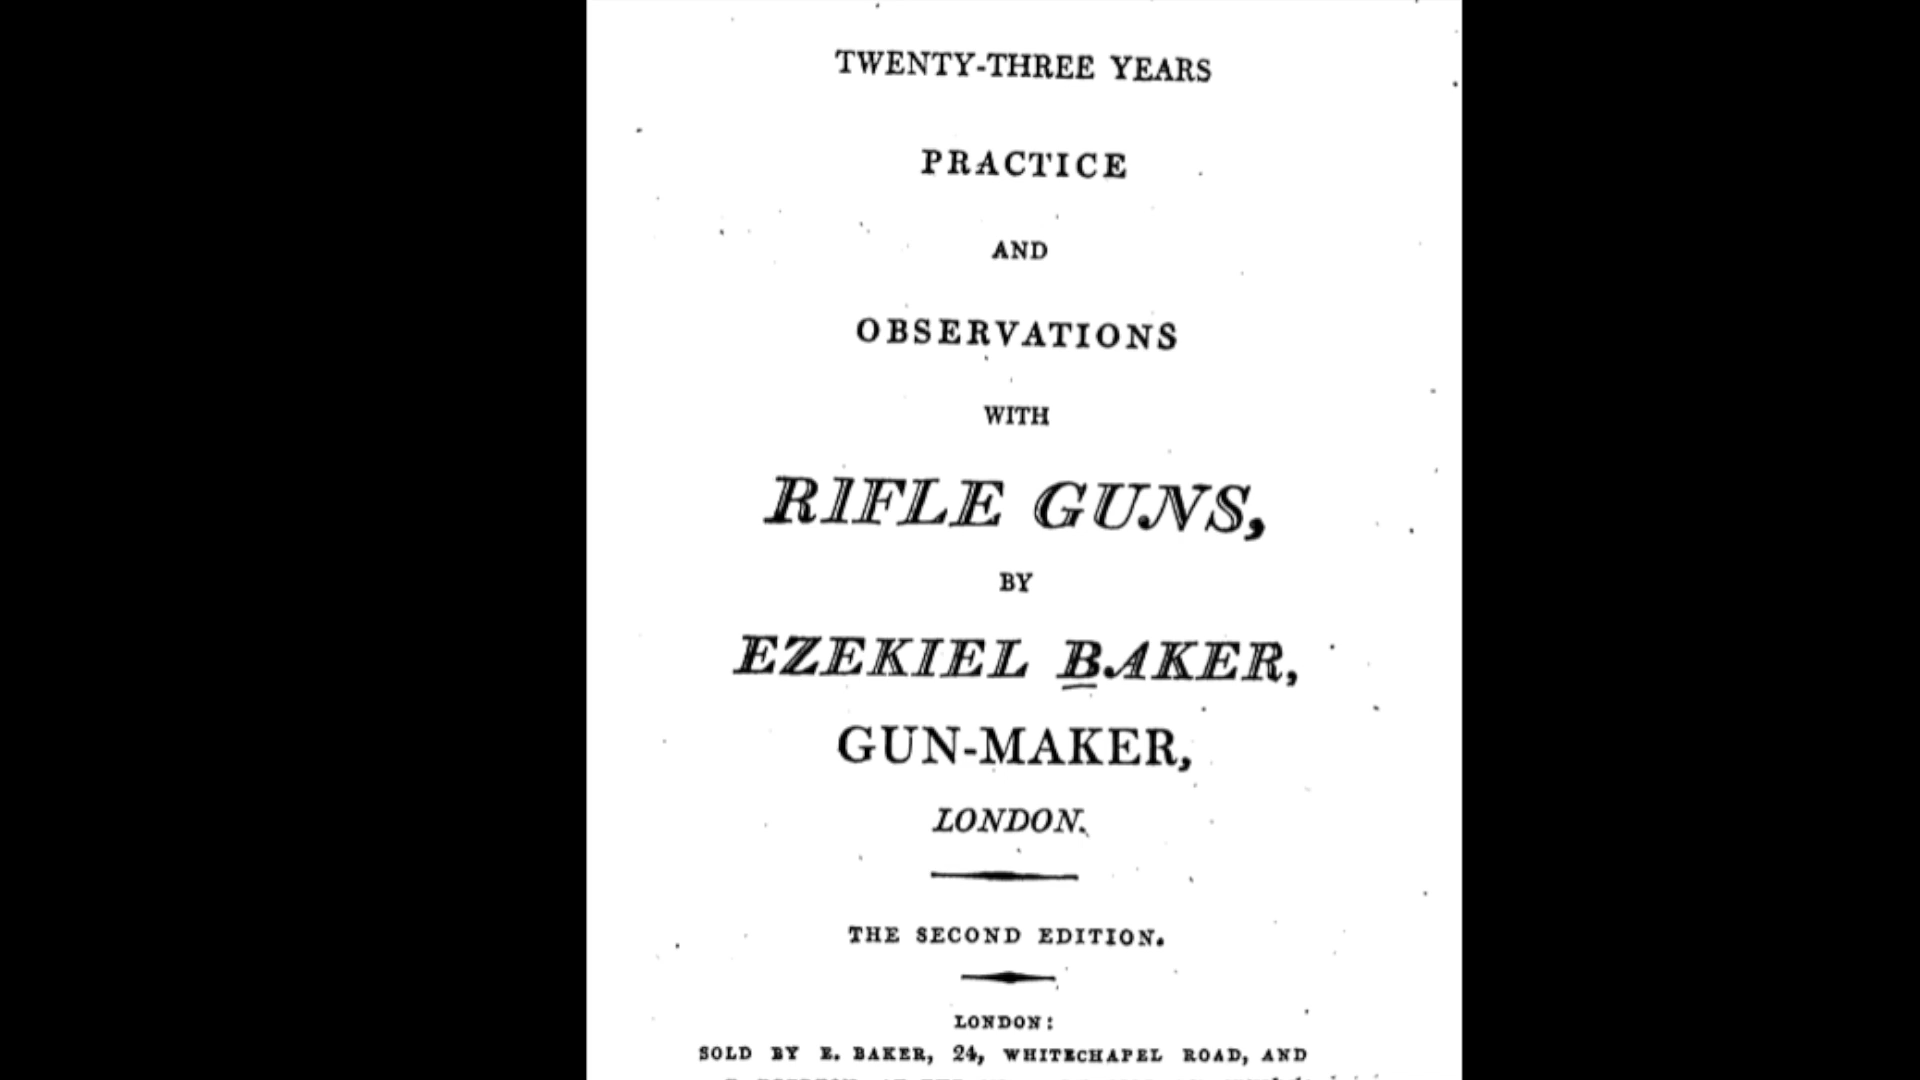 TWENTY-THREE YEARS
PRACTICE
AND
OBSERVATIONS
WITH
RIFLE GUNS,
BY
EZEKIEL BAKER,
GUN-MAKER,
LONDON.
THE SECOND EDITION.
LONDON:
SOLD BY E. BAKER, 24, WHITECHAPEL ROAD, AND